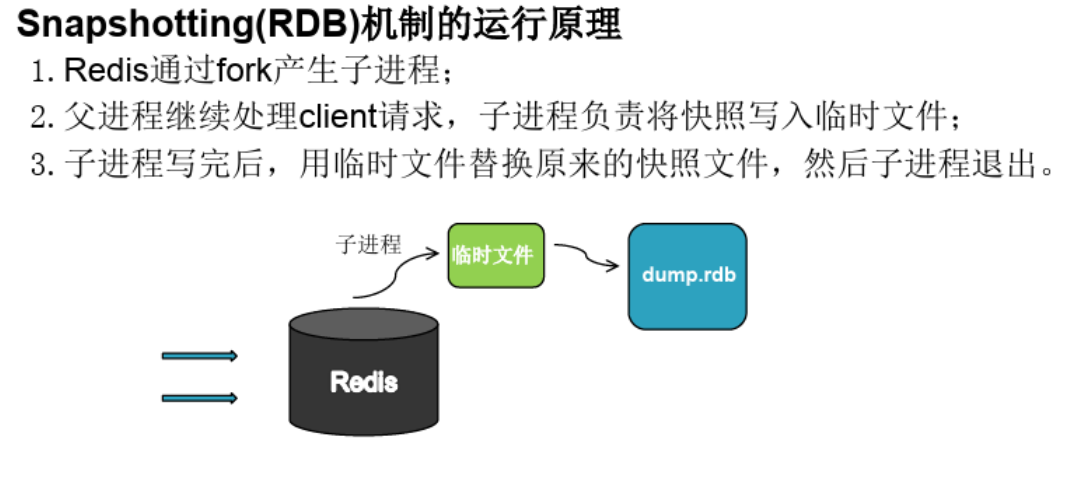 Snapshotting(RDB)机制的运行原理
1. Redis通过fork产生子进程；
2. 父进程继续处理client请求，子进程负责将快照写入临时文件；
3. 子进程写完后，用临时文件替换原来的快照文件，然后子进程退出。
子进程
临时文件
dump.rdb
Redis